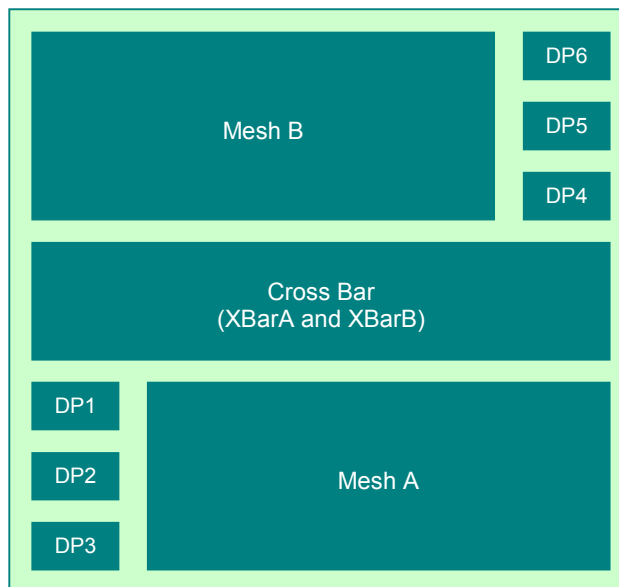 Mesh B
DP6
DP5
DP4
Cross Bar
(XBarA and XBarB)
DP1
DP2
DP3
Mesh A